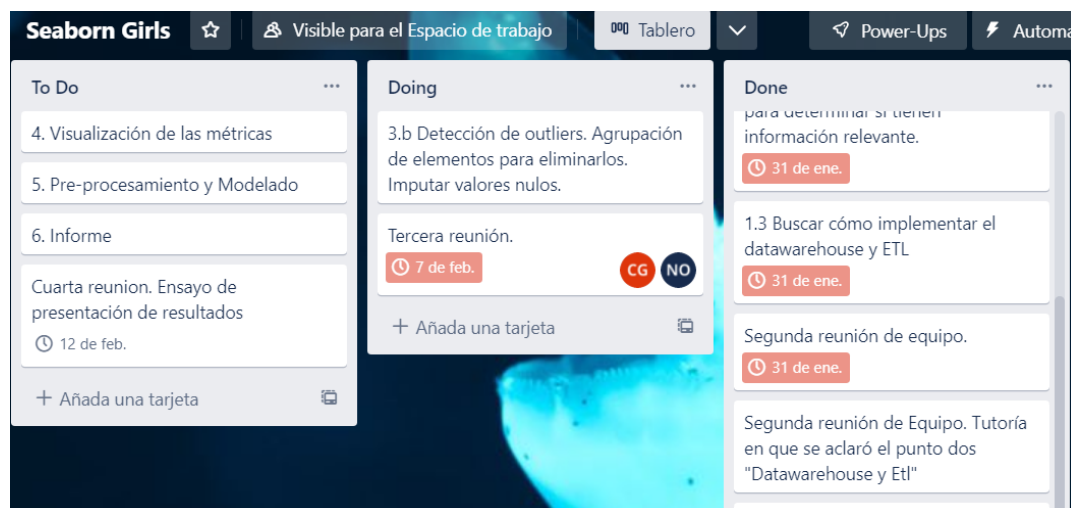 Seaborn Girls
Visible para el Espacio de trabajo
Tablero
Power-Ups
Automa
To Do
4. Visualización de las métricas
5. Pre-procesamiento y Modelado
6. Informe
Cuarta reunion. Ensayo de
presentación de resultados
12 de feb.
+ Añada una tarjeta
Doing
3.b Detección de outliers. Agrupación
de elementos para eliminarlos.
Imputar valores nulos.
Tercera reunión.
7 de feb.
CG
NO
+ Añada una tarjeta
Done
para determinar si tienen
información relevante.
31 de ene.
1.3 Buscar cómo implementar el
datawarehouse y ETL
31 de ene.
Segunda reunión de equipo.
31 de ene.
Segunda reunión de Equipo. Tutoría
en que se aclaró el punto dos
"Datawarehouse y Etl"